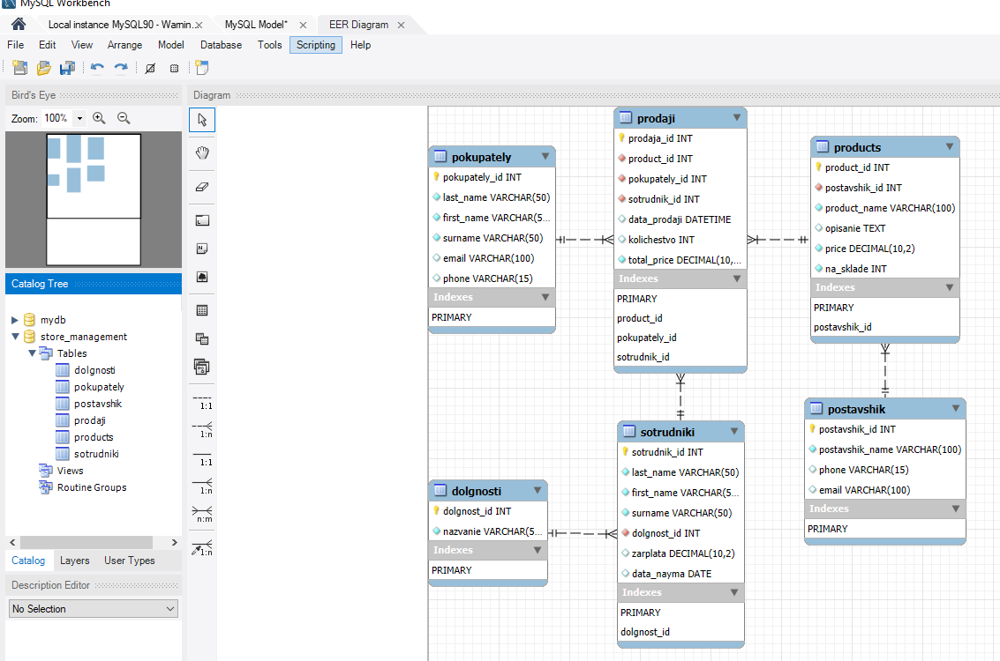 MySQL Workbench
Local instance MySQL90 - Warnin...
MySQL Model*
EER Diagram
File Edit View Arrange Model Database Tools Scripting Help
Bird's Eye
Zoom: 100%
Catalog Tree
mydb
store_management
Tables
dolgnosti
pokupately
postavshik
prodaji
products
sotrudniki
Views
Routine Groups
Catalog Layers User Types
Description Editor
No Selection
Diagram
1:1
1:n
1:1
1:n
n:m
1:n
pokupately
pokupately_id INT
last_name VARCHAR(50)
first_name VARCHAR(5...
surname VARCHAR(50)
email VARCHAR(100)
phone VARCHAR(15)
Indexes
PRIMARY
prodaji
prodaja_id INT
product_id INT
pokupately_id INT
sotrudnik_id INT
data_prodaji DATETIME
kolichestvo INT
total_price DECIMAL(10,...
Indexes
PRIMARY
product_id
pokupately_id
sotrudnik_id
products
product_id INT
postavshik_id INT
product_name VARCHAR(100)
opisanie TEXT
price DECIMAL(10,2)
na_sklade INT
Indexes
PRIMARY
postavshik_id
dolgnosti
dolgnost_id INT
nazvanie VARCHAR(5...
Indexes
PRIMARY
sotrudniki
sotrudnik_id INT
last_name VARCHAR(50)
first_name VARCHAR(5...
surname VARCHAR(50)
dolgnost_id INT
zarplata DECIMAL(10,2)
data_nayma DATE
Indexes
PRIMARY
dolgnost_id
postavshik
postavshik_id INT
postavshik_name VARCHAR(100)
phone VARCHAR(15)
email VARCHAR(100)
Indexes
PRIMARY